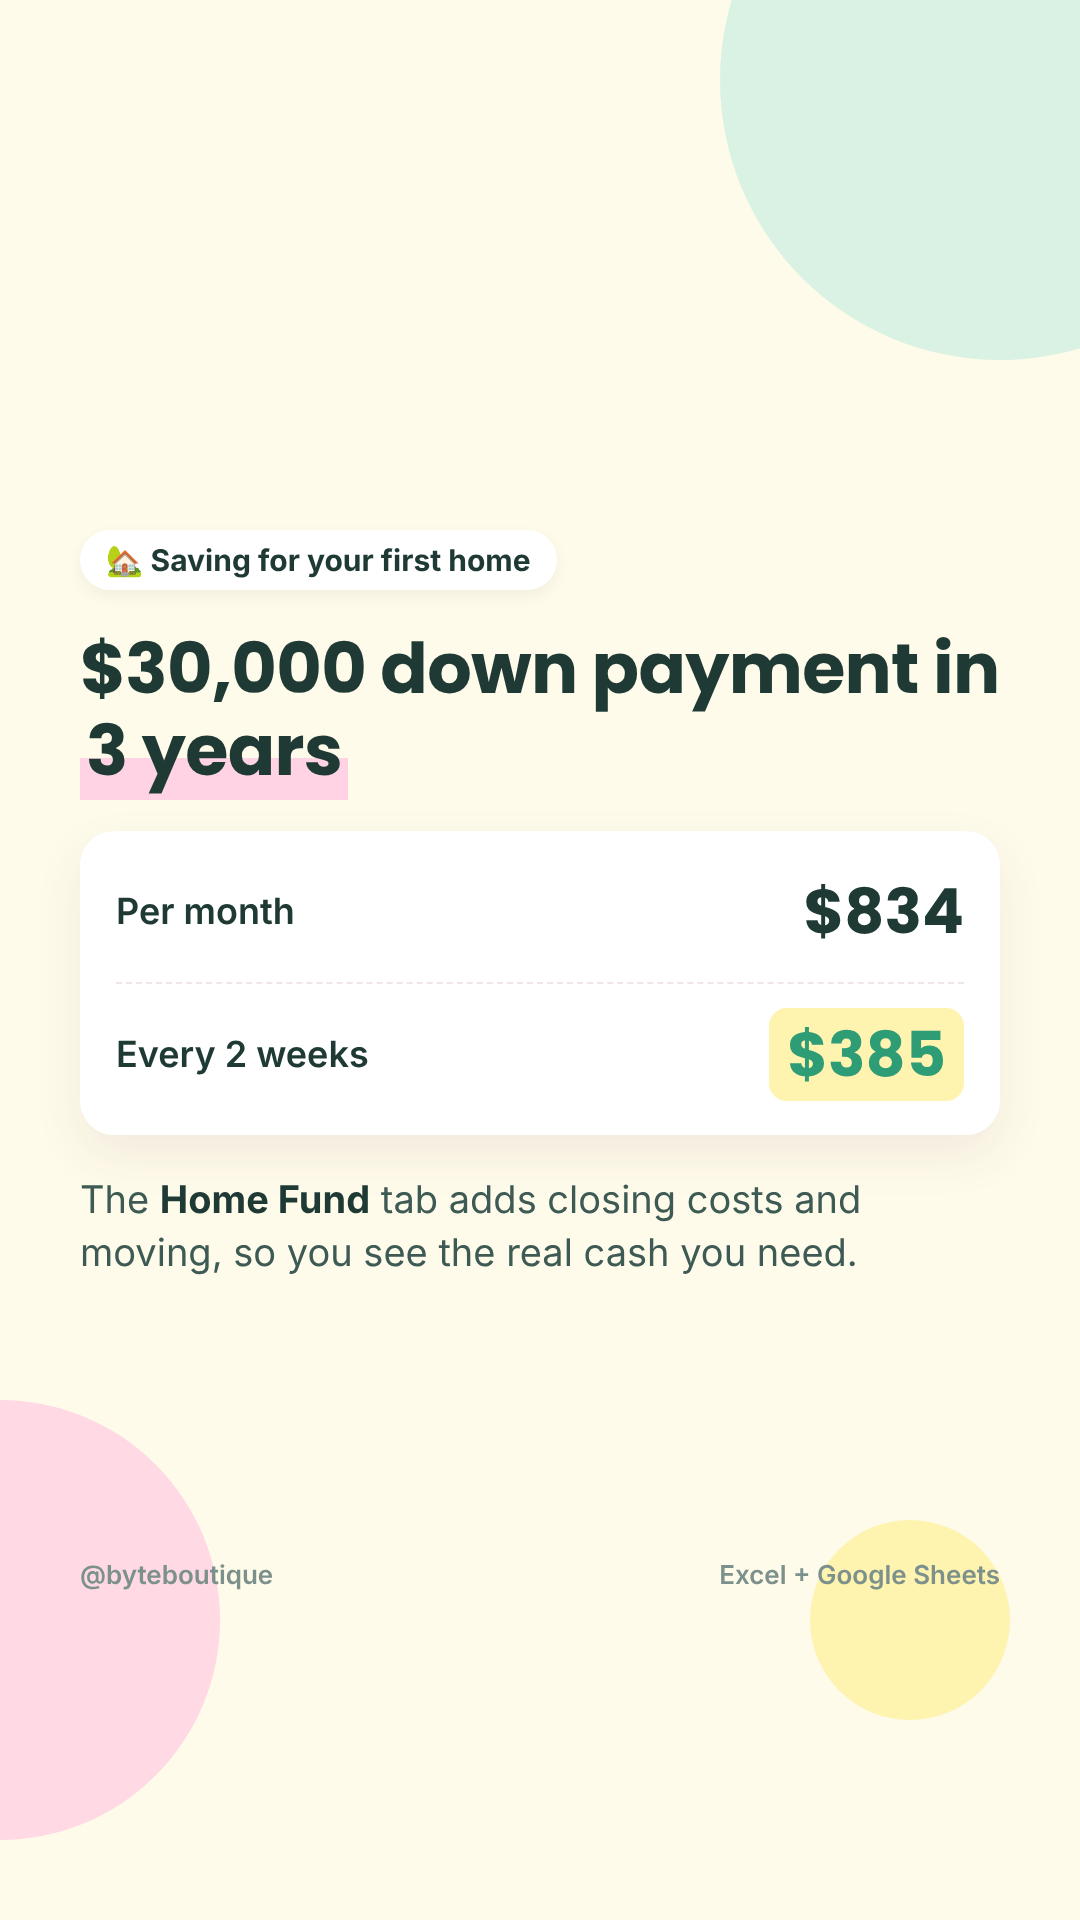 🏡 Saving for your first home
$30,000 down payment in
3 years
Per month $834
Every 2 weeks $385
The Home Fund tab adds closing costs and
moving, so you see the real cash you need.
@byteboutique Excel + Google Sheets